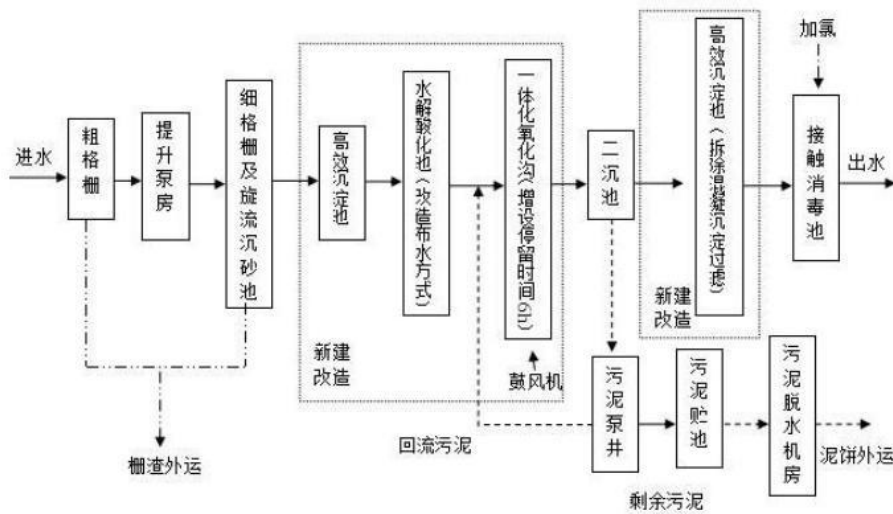 进水
粗格栅
提升泵房
细格栅及旋流沉砂池
高效沉淀池
水解酸化池（改造布水方式）
一体化氧化沟（增设停留时间6h）
鼓风机
新建
改造
二沉池
高效沉淀池（拆除混凝沉淀过滤）
新建
改造
加氯
接触消毒池
出水
栅渣外运
回流污泥
污泥泵井
污泥贮池
污泥脱水机房
泥饼外运
剩余污泥